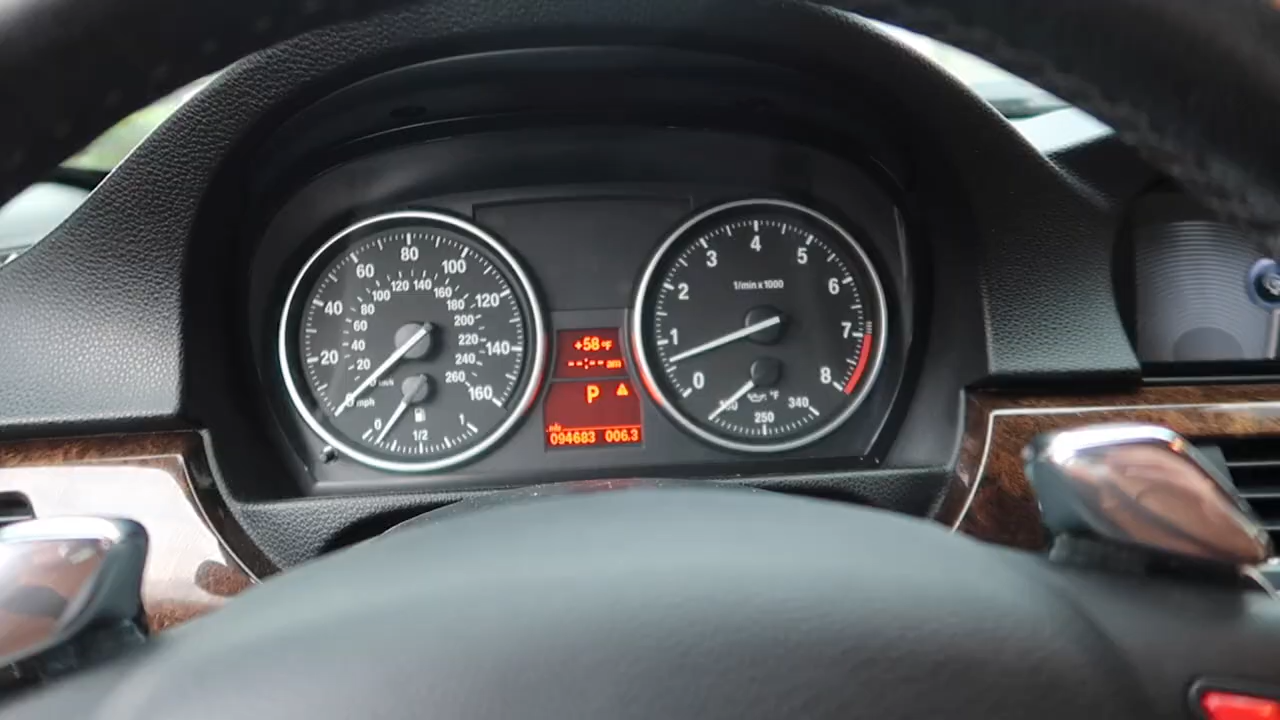 20 40 60 80 100 120 140 160
20 40 60 80 100 120 140 160 180 200 220 240 260
0 mph
0 1/2 1
+58 °F
--:-- am
P
094683 006.3
0 1 2 3 4 5 6 7 8
1/min x 1000
°F
250 340